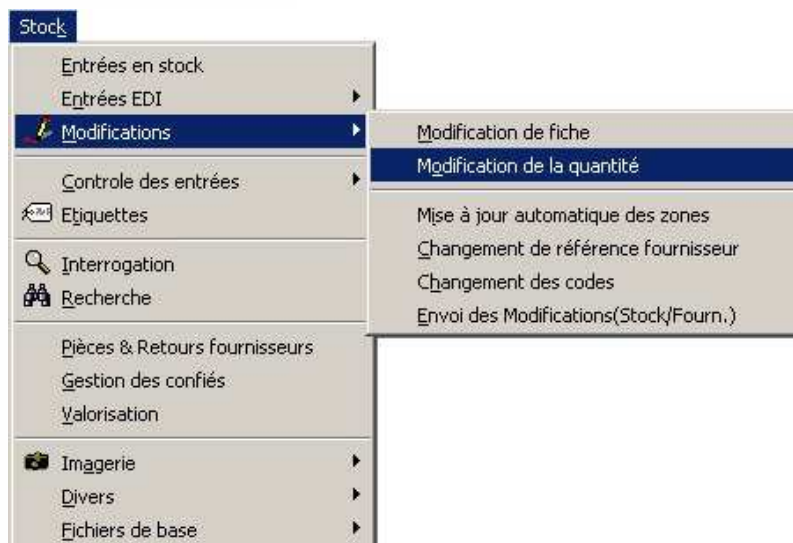 Stock
Entrées en stock
Entrées EDI
Modifications
Controle des entrées
Etiquettes
Interrogation
Recherche
Pièces & Retours fournisseurs
Gestion des confiés
Valorisation
Imagerie
Divers
Fichiers de base
Modification de fiche
Modification de la quantité
Mise à jour automatique des zones
Changement de référence fournisseur
Changement des codes
Envoi des Modifications(Stock/Fourn.)